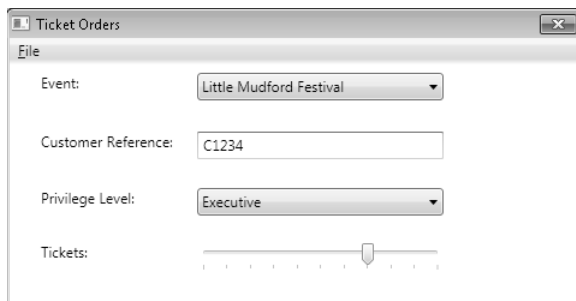 Ticket Orders
File
Event: Little Mudford Festival
Customer Reference: C1234
Privilege Level: Executive
Tickets: